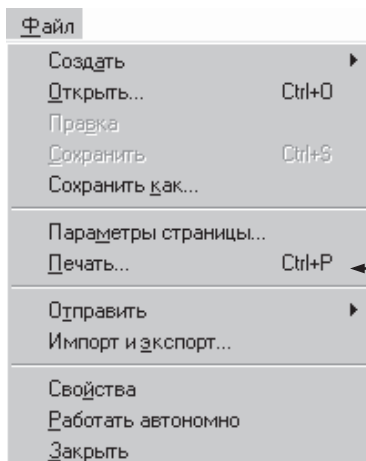 Файл
Создать
Открыть... Ctrl+O
Правка
Сохранить Ctrl+S
Сохранить как...
Параметры страницы...
Печать... Ctrl+P
Отправить
Импорт и экспорт...
Свойства
Работать автономно
Закрыть